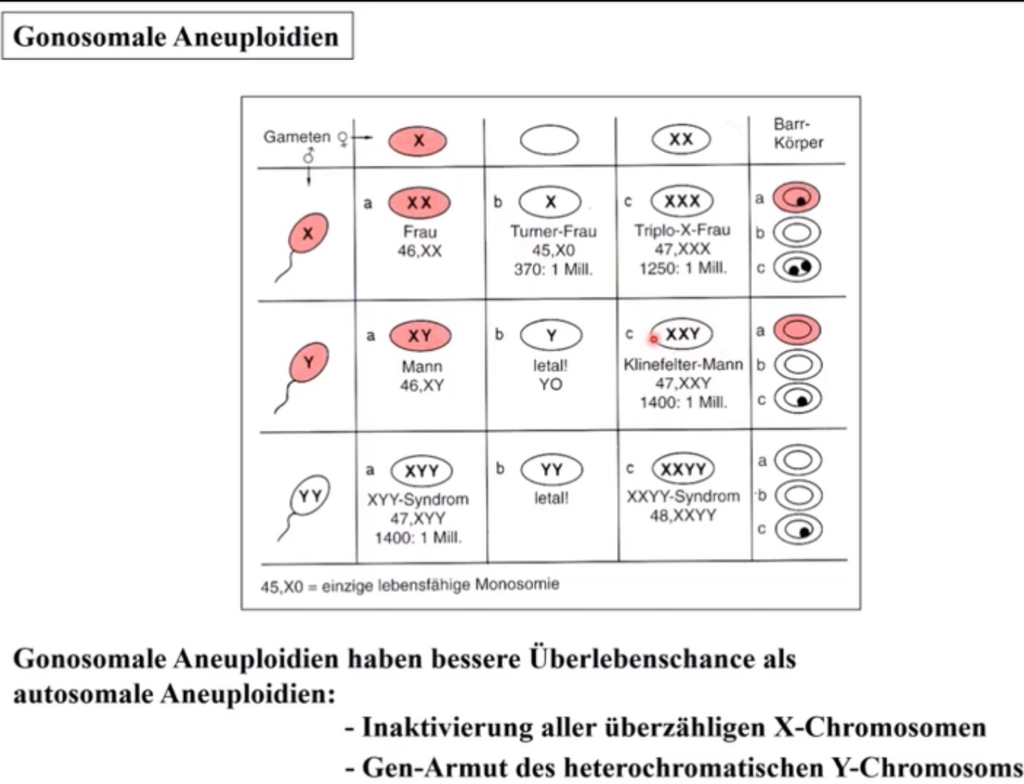 Gonosomale Aneuploidien
Gameten ♀ → X XX Barr-
♂ Körper
↓
X a XX b X c XXX a
Frau Turner-Frau Triplo-X-Frau b
46,XX 45,X0 47,XXX
370: 1 Mill. 1250: 1 Mill. c
Y a XY b Y c XXY a
Mann letal! Klinefelter-Mann b
46,XY YO 47,XXY
1400: 1 Mill. c
YY a XYY b YY c XXYY a
XYY-Syndrom letal! XXYY-Syndrom b
47,XYY 48,XXYY
1400: 1 Mill. c
45,X0 = einzige lebensfähige Monosomie
Gonosomale Aneuploidien haben bessere Überlebenschance als
autosomale Aneuploidien:
- Inaktivierung aller überzähligen X-Chromosomen
- Gen-Armut des heterochromatischen Y-Chromosoms